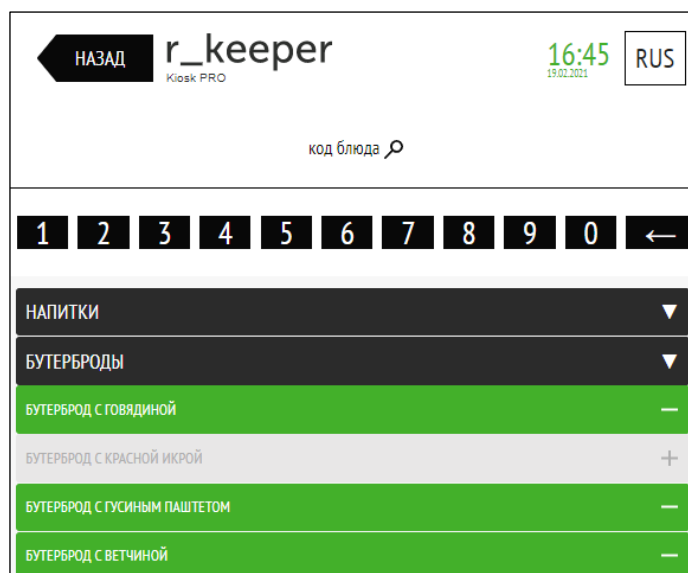 НАЗАД
r_keeper
Kiosk PRO
16:45
19.02.2021
RUS
код блюда
1 2 3 4 5 6 7 8 9 0 ←
НАПИТКИ ▼
БУТЕРБРОДЫ ▼
БУТЕРБРОД С ГОВЯДИНОЙ −
БУТЕРБРОД С КРАСНОЙ ИКРОЙ +
БУТЕРБРОД С ГУСИНЫМ ПАШТЕТОМ −
БУТЕРБРОД С ВЕТЧИНОЙ −